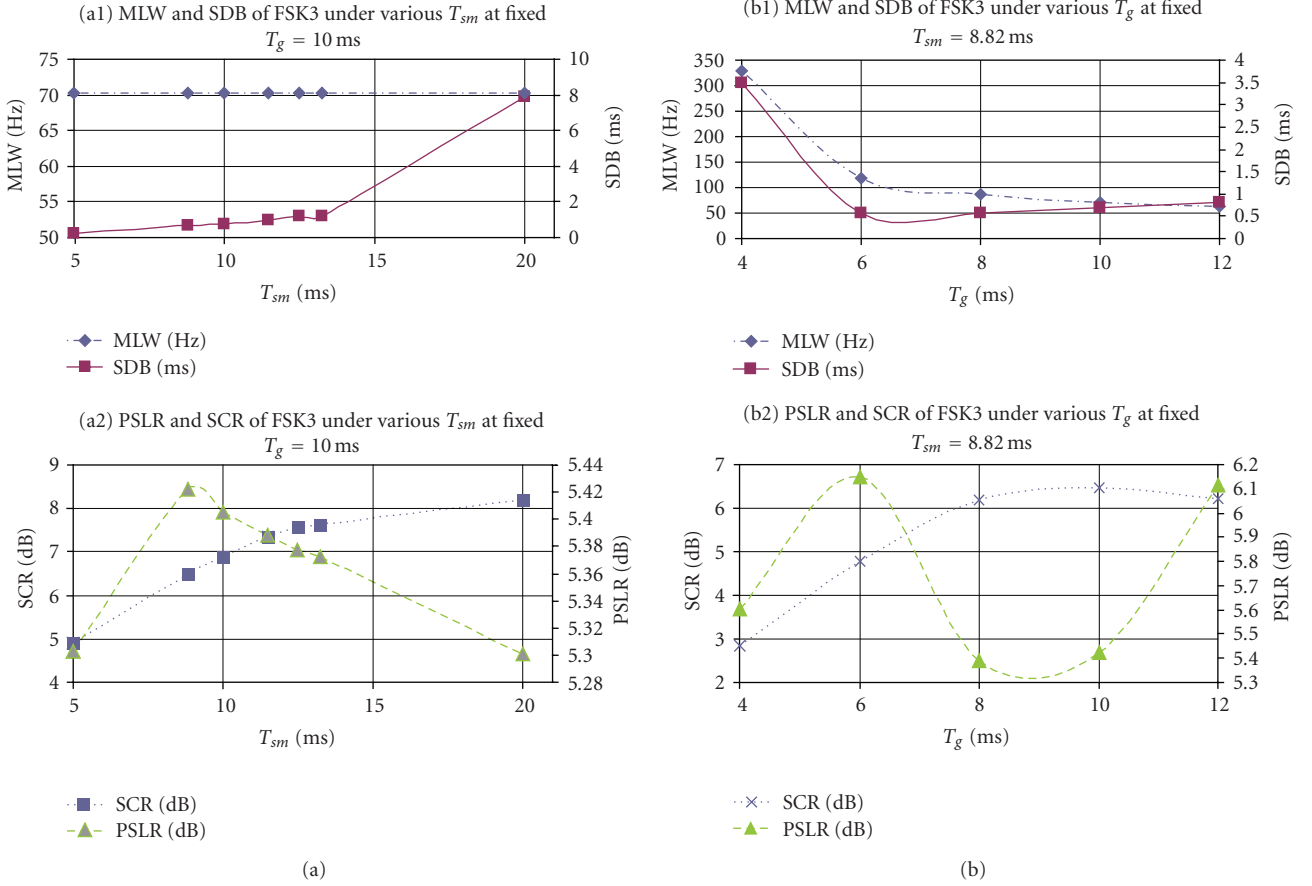 (a1) MLW and SDB of FSK3 under various Tsm at fixed
Tg = 10 ms
MLW (Hz)
75
70
65
60
55
50
10
8
6
4
2
0
SDB (ms)
5 10 15 20
Tsm (ms)
MLW (Hz)
SDB (ms)
(a2) PSLR and SCR of FSK3 under various Tsm at fixed
Tg = 10 ms
SCR (dB)
9
8
7
6
5
4
5.44
5.42
5.4
5.38
5.36
5.34
5.32
5.3
5.28
PSLR (dB)
5 10 15 20
Tsm (ms)
SCR (dB)
PSLR (dB)
(a)
(b1) MLW and SDB of FSK3 under various Tg at fixed
Tsm = 8.82 ms
MLW (Hz)
350
300
250
200
150
100
50
0
4
3.5
3
2.5
2
1.5
1
0.5
0
SDB (ms)
4 6 8 10 12
Tg (ms)
MLW (Hz)
SDB (ms)
(b2) PSLR and SCR of FSK3 under various Tg at fixed
Tsm = 8.82 ms
SCR (dB)
7
6
5
4
3
2
6.2
6.1
6
5.9
5.8
5.7
5.6
5.5
5.4
5.3
PSLR (dB)
4 6 8 10 12
Tg (ms)
SCR (dB)
PSLR (dB)
(b)